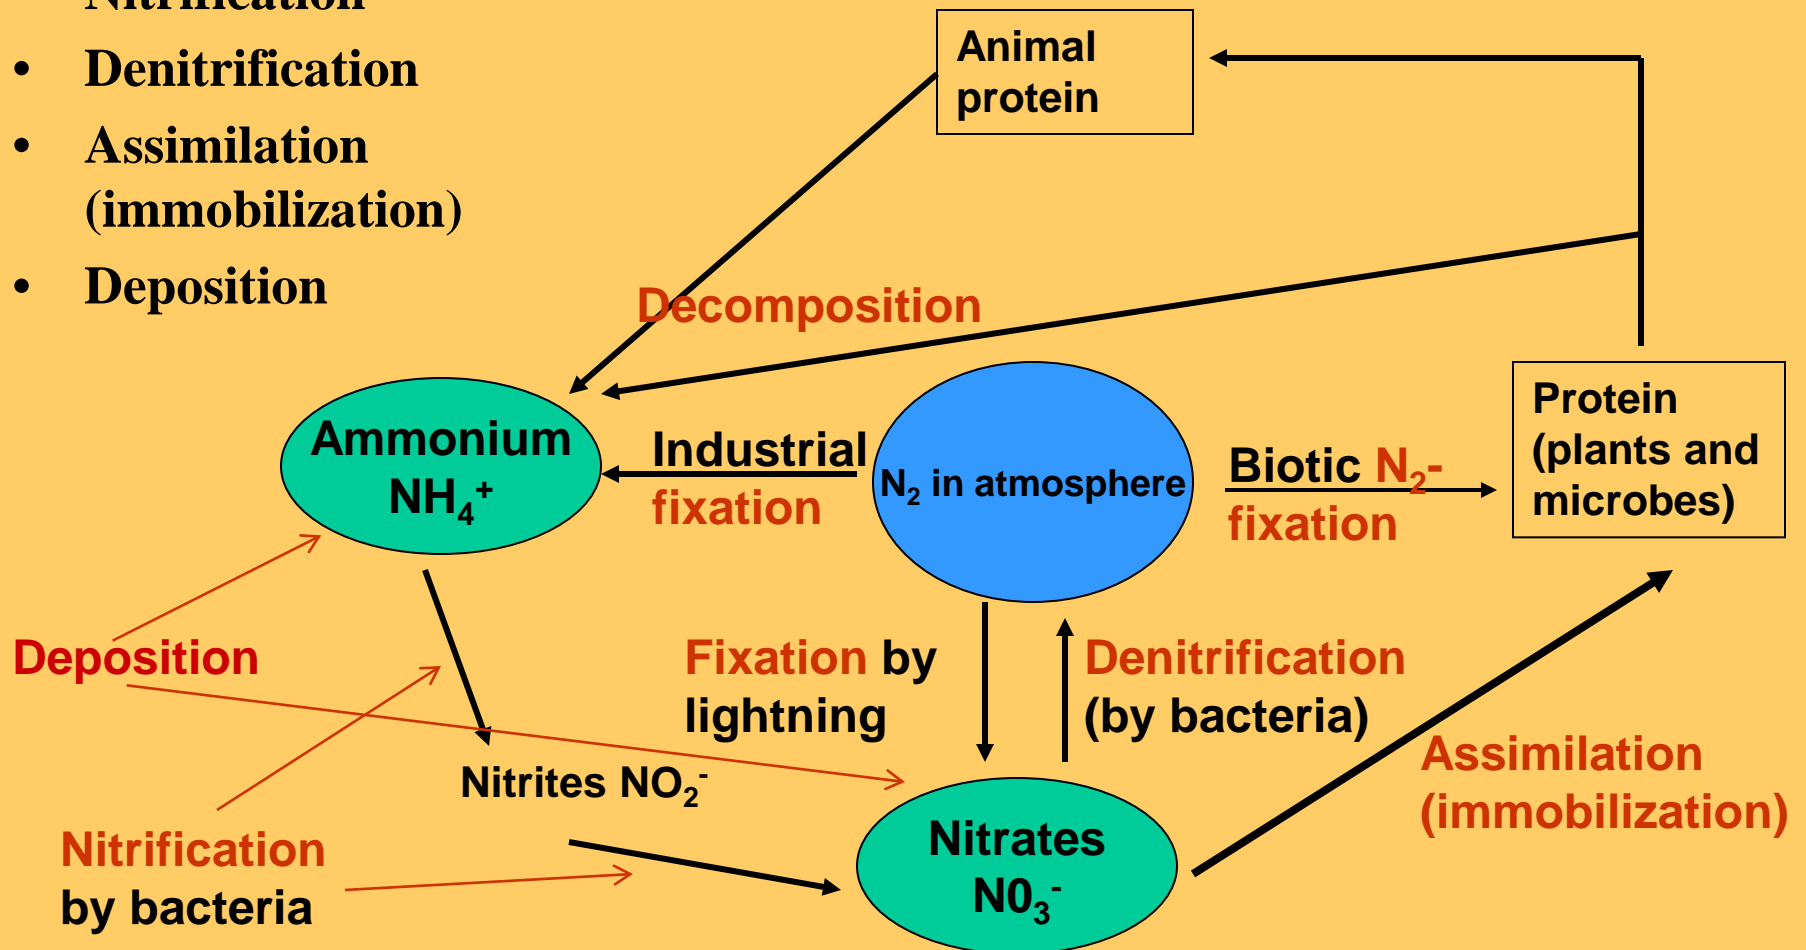 Nitrification
• Denitrification
• Assimilation
(immobilization)
• Deposition
Animal
protein
Decomposition
Ammonium
NH₄⁺
Industrial
fixation
N₂ in atmosphere
Biotic N₂-
fixation
Protein
(plants and
microbes)
Deposition
Fixation by
lightning
Denitrification
(by bacteria)
Assimilation
(immobilization)
Nitrites NO₂⁻
Nitrification
by bacteria
Nitrates
N0₃⁻